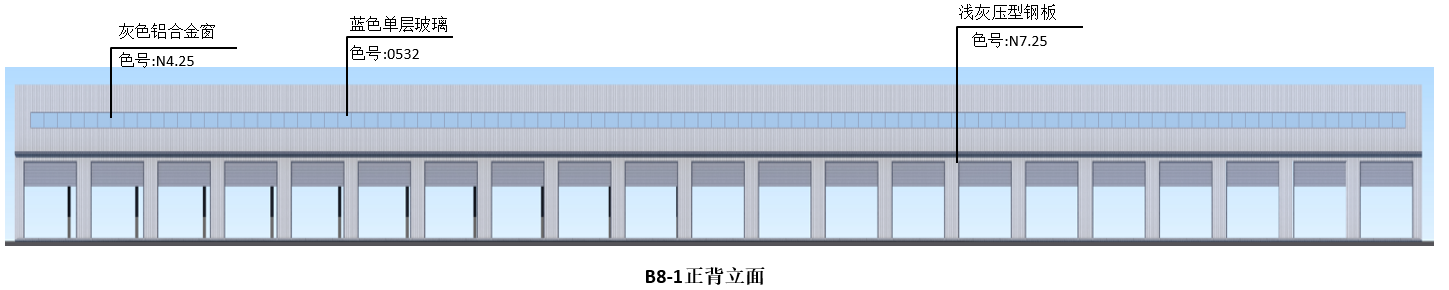 灰色铝合金窗
色号:N4.25
蓝色单层玻璃
色号:0532
浅灰压型钢板
色号:N7.25
B8-1正背立面